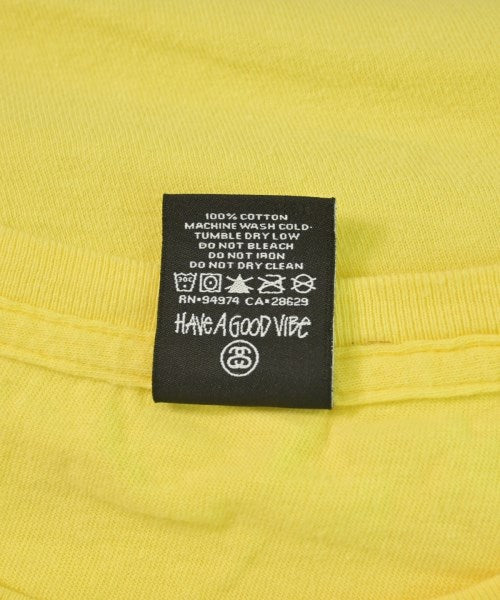 100% COTTON
MACHINE WASH COLD-
TUMBLE DRY LOW
DO NOT BLEACH
DO NOT IRON
DO NOT DRY CLEAN
30C
RN•94974 CA•28629
HAVE A GOOD VIBE